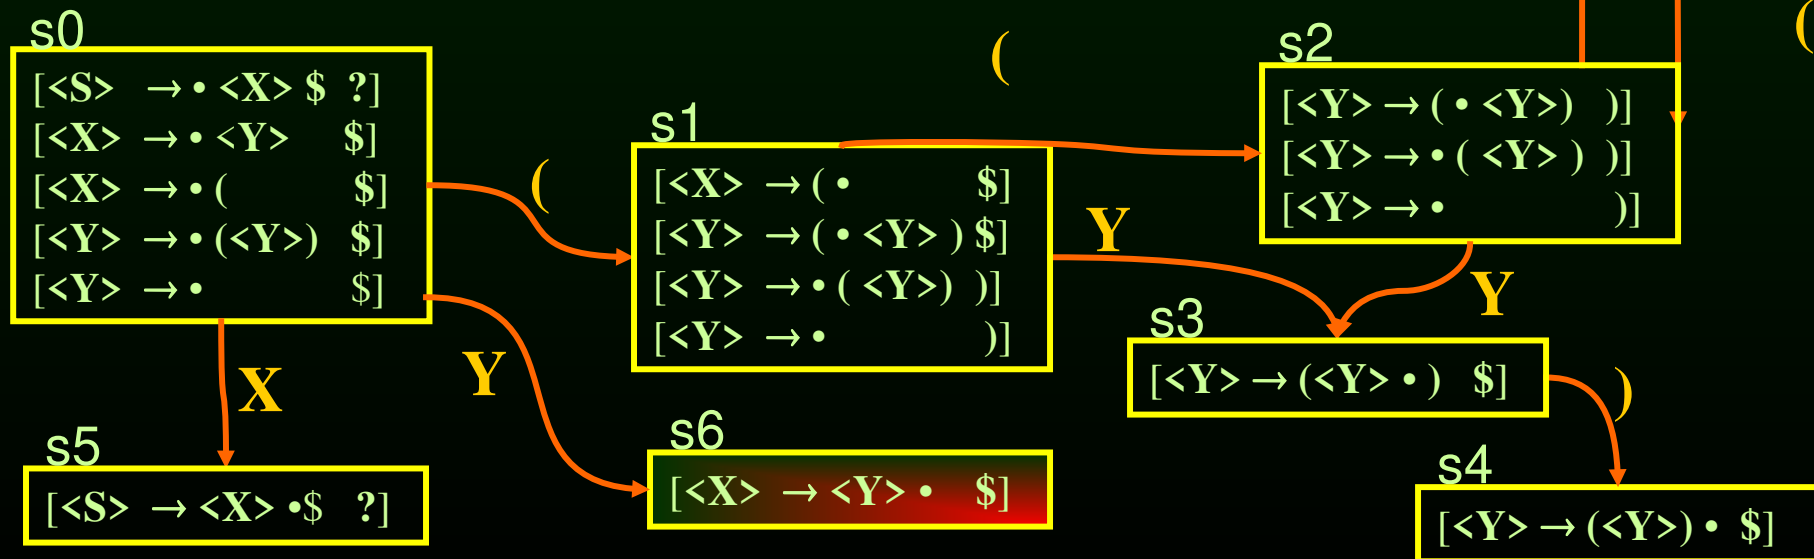 s0
[<S> → • <X> $ ?]
[<X> → • <Y> $]
[<X> → • ( $]
[<Y> → • (<Y>) $]
[<Y> → • $]
(
s1
[<X> → ( • $]
[<Y> → ( • <Y> ) $]
[<Y> → • ( <Y>) )]
[<Y> → • )]
(
s2
[<Y> → ( • <Y>) )]
[<Y> → • ( <Y> ) )]
[<Y> → • )]
(
Y
Y
s3
[<Y> → (<Y> • ) $]
)
s4
[<Y> → (<Y>) • $]
X
Y
s5
[<S> → <X> •$ ?]
s6
[<X> → <Y> • $]